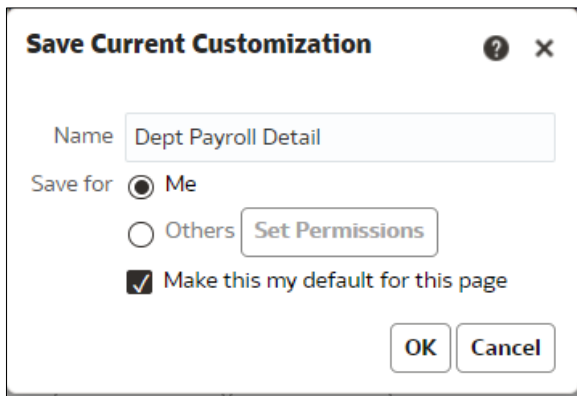 Save Current Customization
Name Dept Payroll Detail
Save for Me
Others Set Permissions
Make this my default for this page
OK Cancel